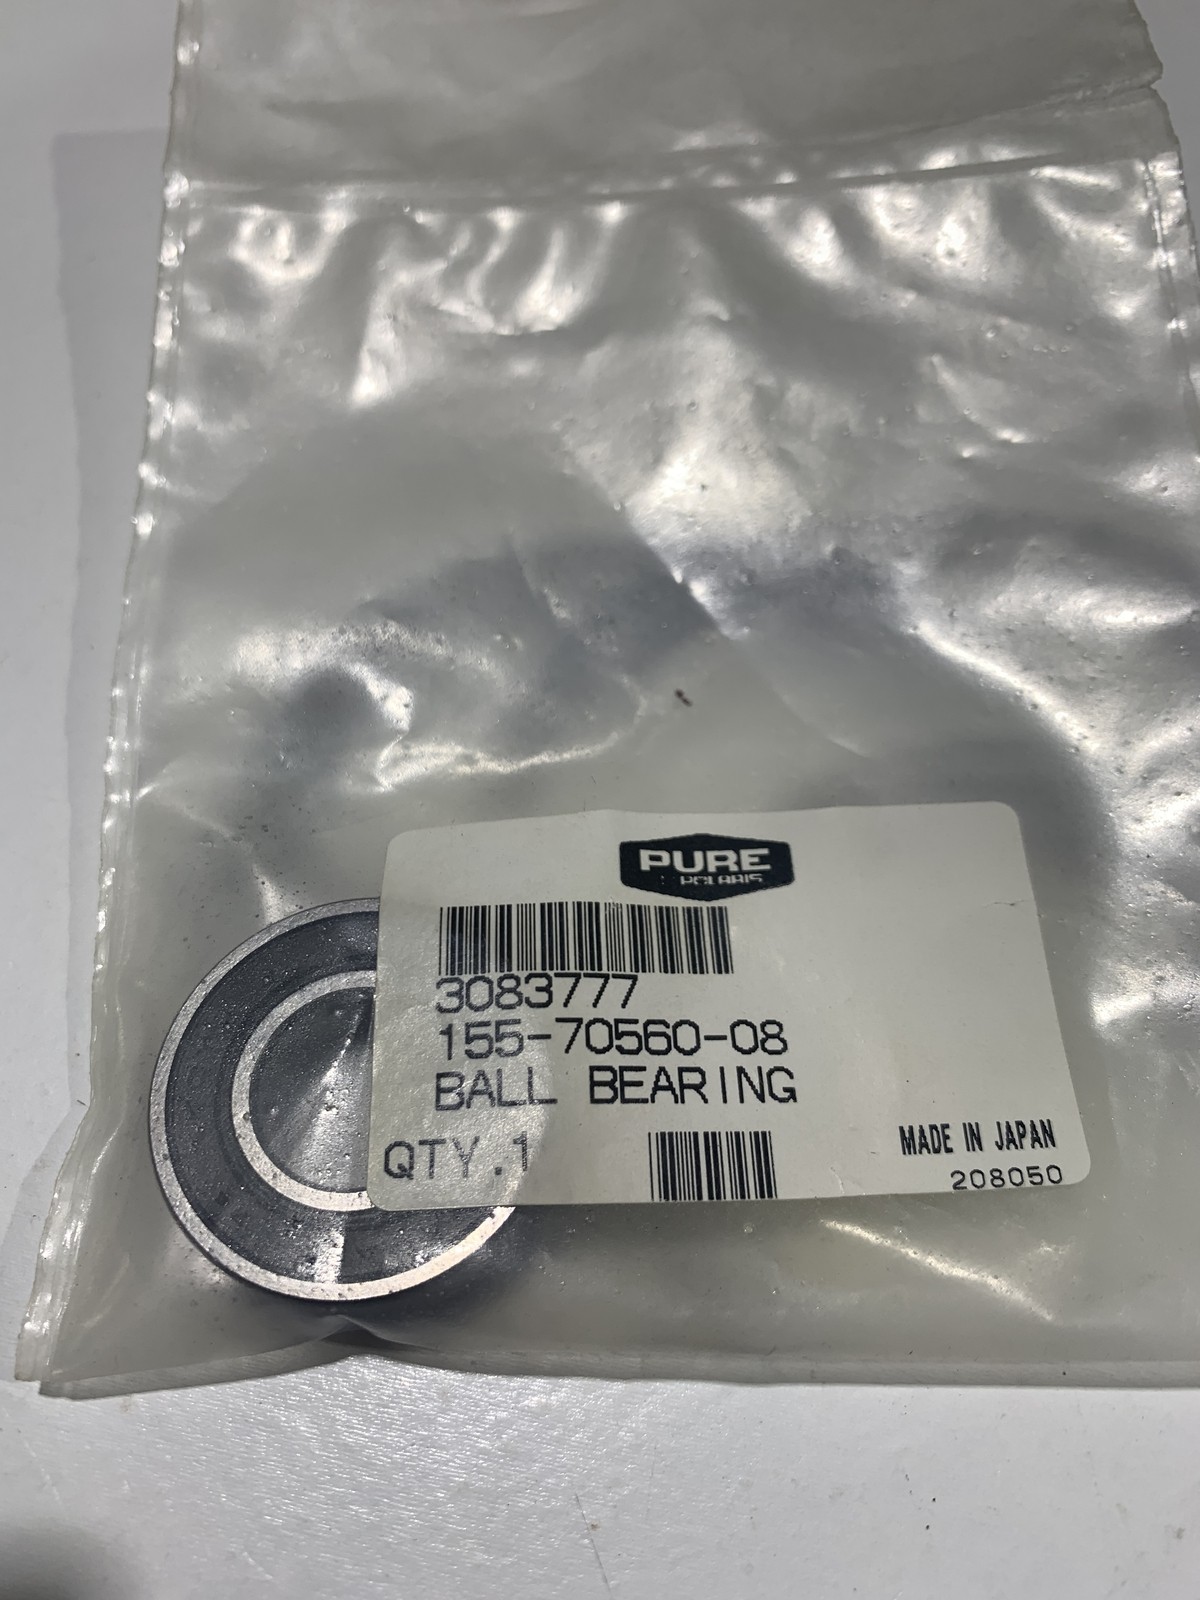 PURE
POLARIS
3083777
155-70560-08
BALL BEARING
QTY.1
MADE IN JAPAN
208050